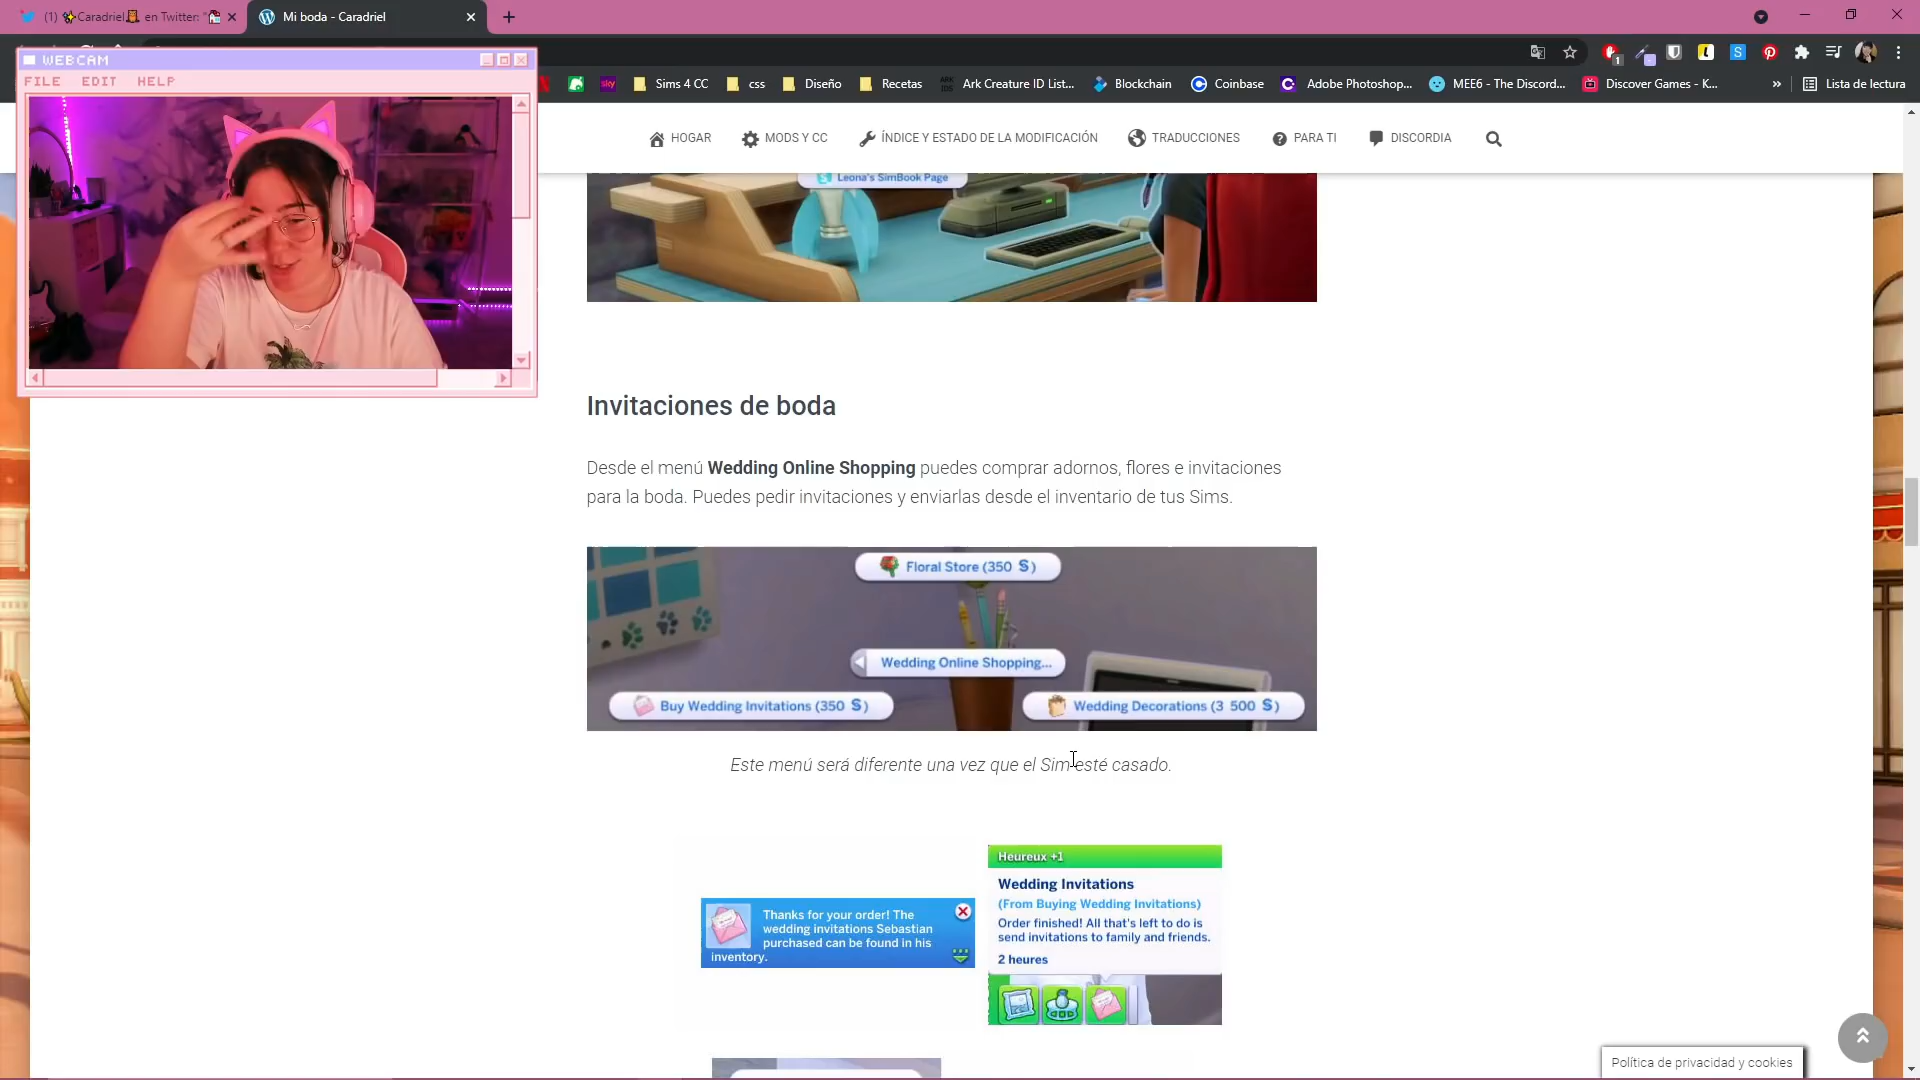 (1) ✨Caradriel🧸 en Twitter: "
Mi boda - Caradriel
WEBCAM
FILE EDIT HELP
sky
Sims 4 CC
css
Diseño
Recetas
Ark Creature ID List...
Blockchain
Coinbase
Adobe Photoshop...
MEE6 - The Discord...
Discover Games - K...
»
Lista de lectura
HOGAR
MODS Y CC
ÍNDICE Y ESTADO DE LA MODIFICACIÓN
TRADUCCIONES
PARA TI
DISCORDIA
Leona's SimBook Page
Invitaciones de boda
Desde el menú Wedding Online Shopping puedes comprar adornos, flores e invitaciones
para la boda. Puedes pedir invitaciones y enviarlas desde el inventario de tus Sims.
Floral Store (350 $)
Wedding Online Shopping...
Buy Wedding Invitations (350 $)
Wedding Decorations (3 500 $)
Este menú será diferente una vez que el Sim esté casado.
Thanks for your order! The
wedding invitations Sebastian
purchased can be found in his
inventory.
Heureux +1
Wedding Invitations
(From Buying Wedding Invitations)
Order finished! All that's left to do is
send invitations to family and friends.
2 heures
Política de privacidad y cookies